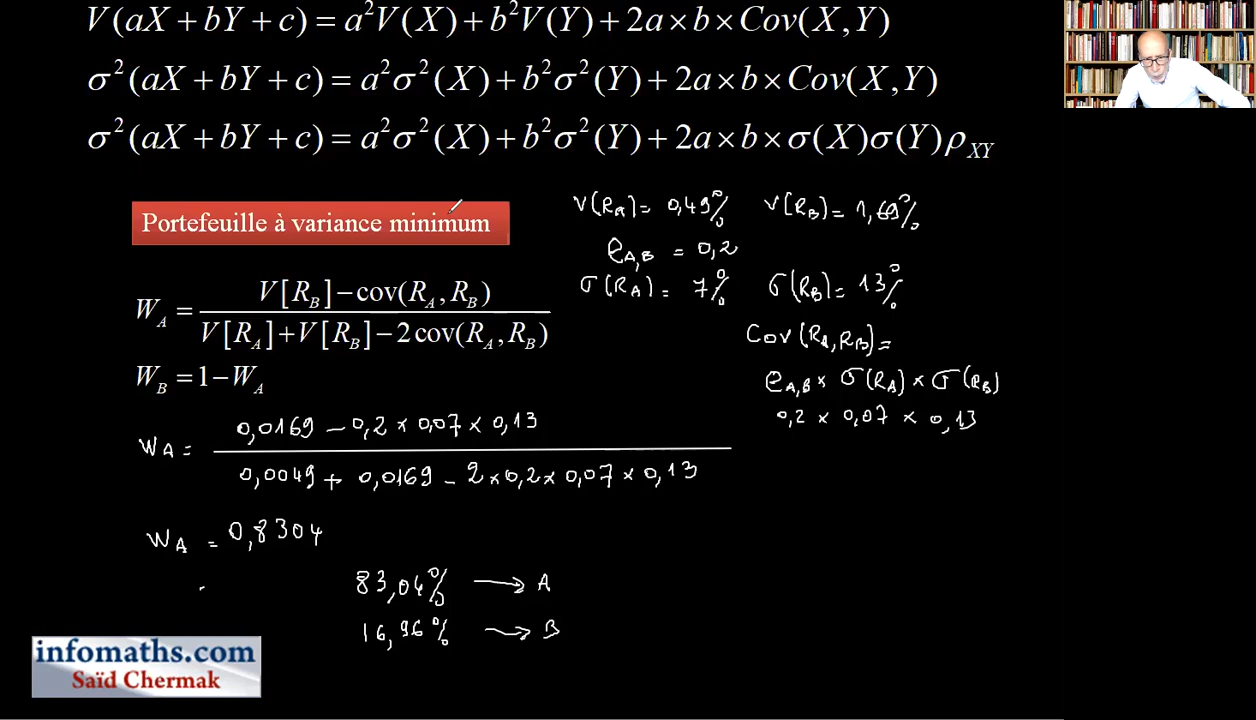 V(aX + bY + c) = a²V(X) + b²V(Y) + 2a × b × Cov(X, Y)
σ²(aX + bY + c) = a²σ²(X) + b²σ²(Y) + 2a × b × Cov(X, Y)
σ²(aX + bY + c) = a²σ²(X) + b²σ²(Y) + 2a × b × σ(X)σ(Y)ρ_XY
Portefeuille à variance minimum
W_A = (V[R_B] − cov(R_A, R_B)) / (V[R_A] + V[R_B] − 2cov(R_A, R_B))
W_B = 1 − W_A
V(R_A) = 0,49% V(R_B) = 1,69%
ρ_A,B = 0,2
σ(R_A) = 7% σ(R_B) = 13%
Cov(R_A, R_B) =
ρ_A,B × σ(R_A) × σ(R_B)
0,2 × 0,07 × 0,13
W_A = (0,0169 − 0,2 × 0,07 × 0,13) / (0,0049 + 0,0169 − 2 × 0,2 × 0,07 × 0,13)
W_A = 0,8304
83,04% → A
16,96% → B
infomaths.com
Saïd Chermak